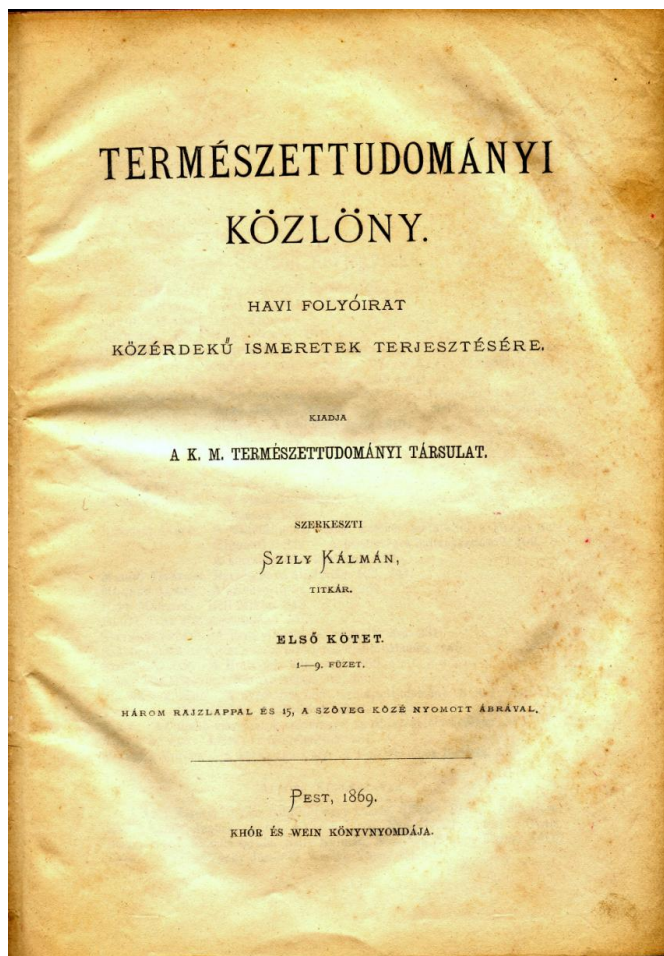 TERMÉSZETTUDOMÁNYI
KÖZLÖNY.
HAVI FOLYÓIRAT
KÖZÉRDEKŰ ISMERETEK TERJESZTÉSÉRE.
KIADJA
A K. M. TERMÉSZETTUDOMÁNYI TÁRSULAT.
SZERKESZTI
SZILY KÁLMÁN,
TITKÁR.
ELSŐ KÖTET.
1—9. FÜZET.
HÁROM RAJZLAPPAL ÉS 15, A SZÖVEG KÖZÉ NYOMOTT ÁBRÁVAL.
PEST, 1869.
KHÓR ÉS WEIN KÖNYVNYOMDÁJA.